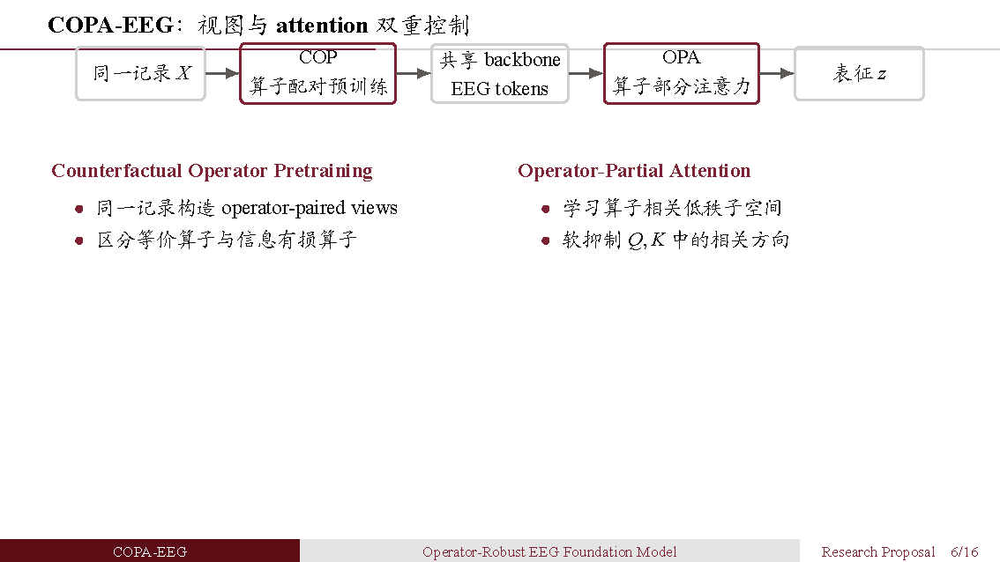 COPA-EEG：视图与 attention 双重控制
同一记录 X
COP
算子配对预训练
共享 backbone
EEG tokens
OPA
算子部分注意力
表征 z
Counterfactual Operator Pretraining
● 同一记录构造 operator-paired views
● 区分等价算子与信息有损算子
Operator-Partial Attention
● 学习算子相关低秩子空间
● 软抑制 Q, K 中的相关方向
COPA-EEG
Operator-Robust EEG Foundation Model
Research Proposal 6/16